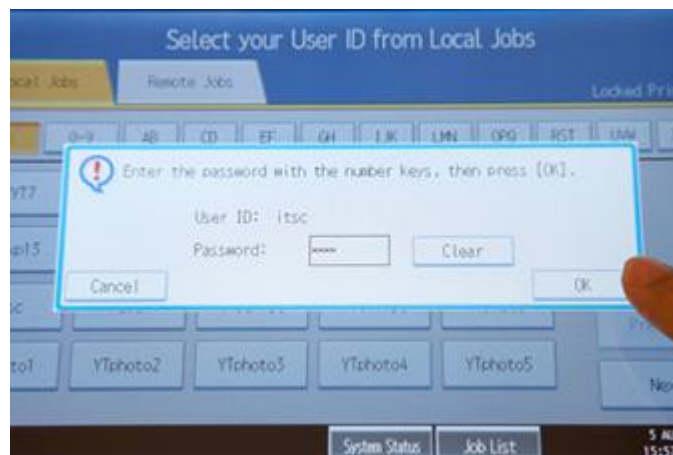 Select your User ID from Local Jobs
Jobs
Remote Jobs
Locked
0-9 AB CD EF GH IJK LMN OPQ RST UVW
Enter the password with the number keys, then press [OK].
User ID: itsc
Password: **** Clear
Cancel OK
YTphoto2 YTphoto3 YTphoto4 YTphoto5
System Status Job List